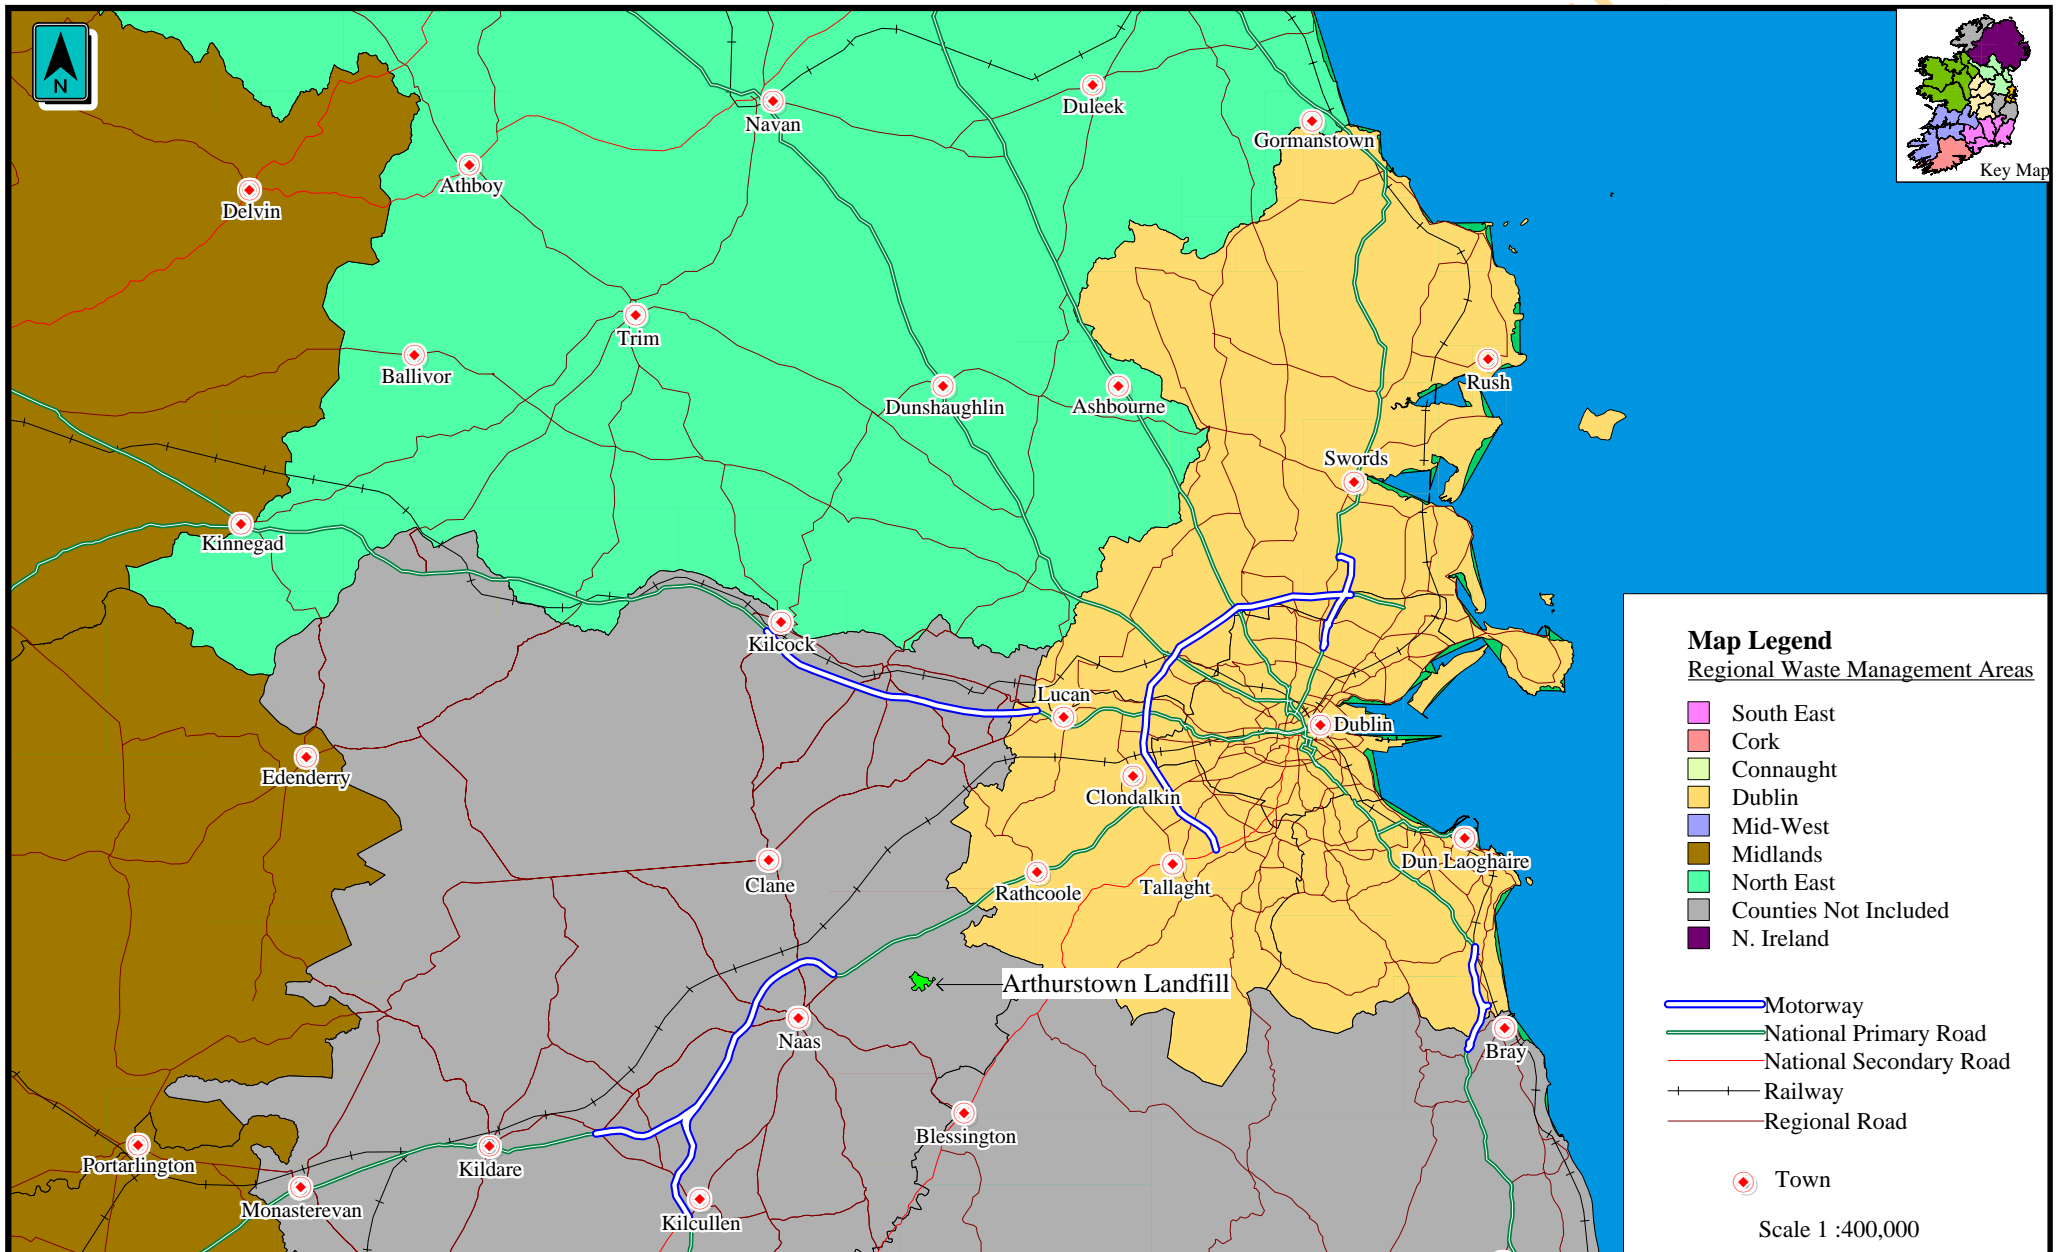 N
Key Map
Navan
Duleek
Gormanstown
Athboy
Delvin
Trim
Ballivor
Dunshaughlin
Ashbourne
Rush
Swords
Kinnegad
Kilcock
Lucan
Dublin
Edenderry
Clondalkin
Dun Laoghaire
Clane
Rathcoole
Tallaght
Arthurstown Landfill
Naas
Bray
Blessington
Portarlington
Kildare
Monasterevan
Kilcullen
Map Legend
Regional Waste Management Areas
South East
Cork
Connaught
Dublin
Mid-West
Midlands
North East
Counties Not Included
N. Ireland
Motorway
National Primary Road
National Secondary Road
Railway
Regional Road
Town
Scale 1 :400,000